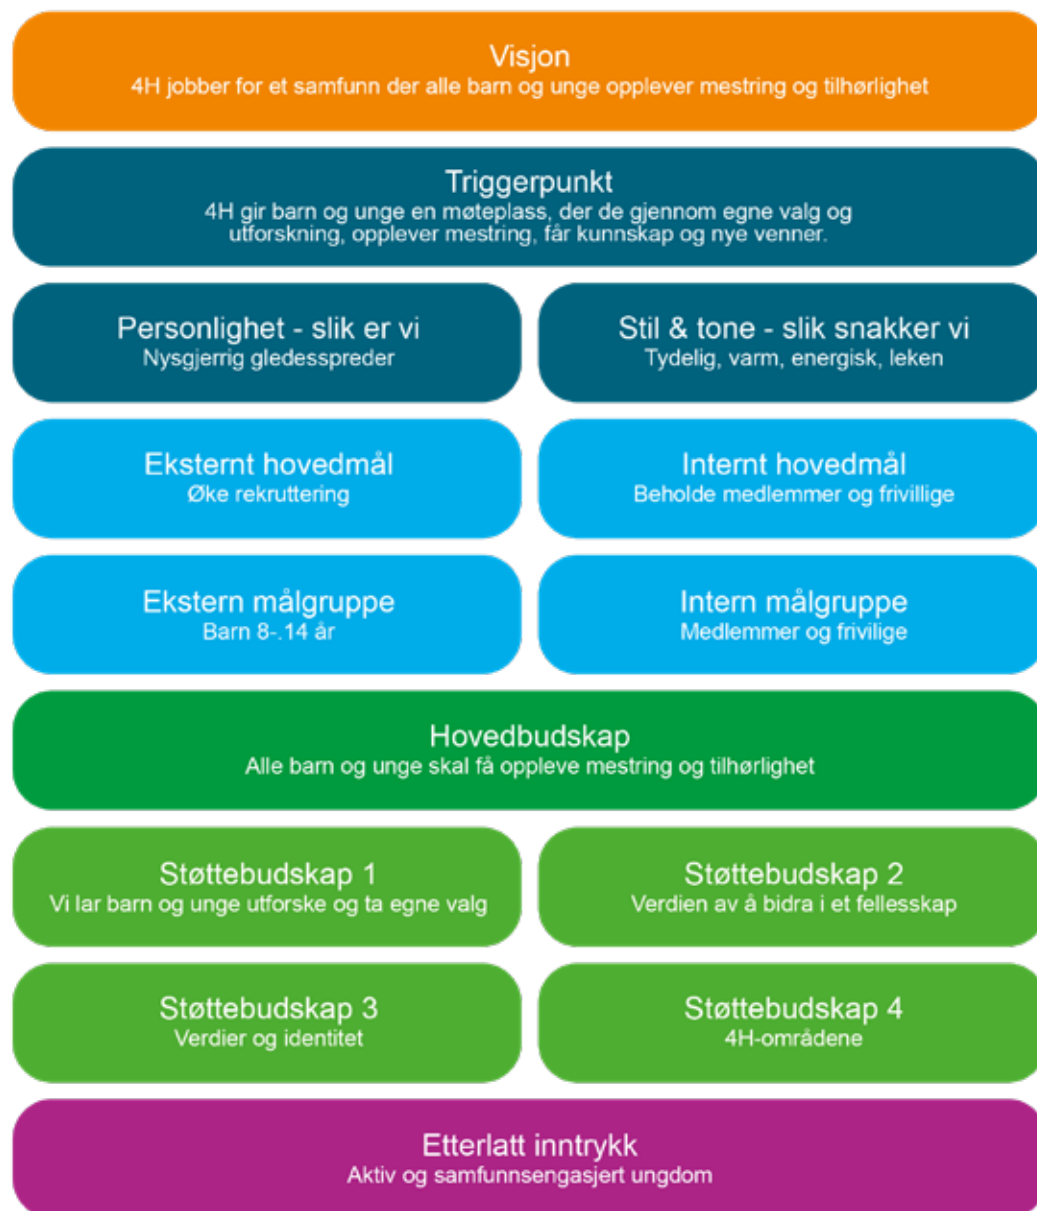 Visjon
4H jobber for et samfunn der alle barn og unge opplever mestring og tilhørlighet
Triggerpunkt
4H gir barn og unge en møteplass, der de gjennom egne valg og
utforskning, opplever mestring, får kunnskap og nye venner.
Personlighet - slik er vi
Nysgjerrig gledesspreder
Stil & tone - slik snakker vi
Tydelig, varm, energisk, leken
Eksternt hovedmål
Øke rekruttering
Internt hovedmål
Beholde medlemmer og frivillige
Ekstern målgruppe
Barn 8-.14 år
Intern målgruppe
Medlemmer og frivilige
Hovedbudskap
Alle barn og unge skal få oppleve mestring og tilhørlighet
Støttebudskap 1
Vi lar barn og unge utforske og ta egne valg
Støttebudskap 2
Verdien av å bidra i et fellesskap
Støttebudskap 3
Verdier og identitet
Støttebudskap 4
4H-områdene
Etterlatt inntrykk
Aktiv og samfunnsengasjert ungdom